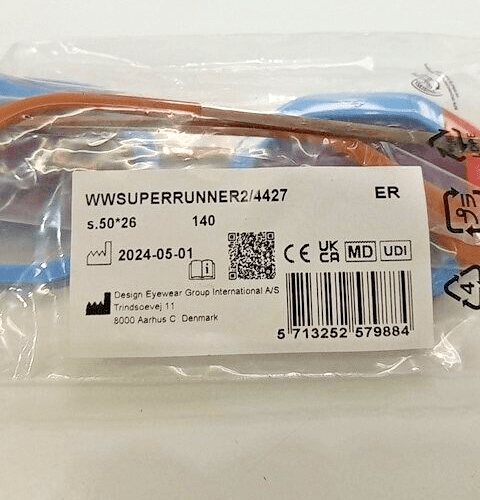 WWSUPERRUNNER2/4427 ER
s.50*26 140
2024-05-01
CE UK CA MD UDI
Design Eyewear Group International A/S
Trindsoevej 11
8000 Aarhus C Denmark
5 713252 579884
4